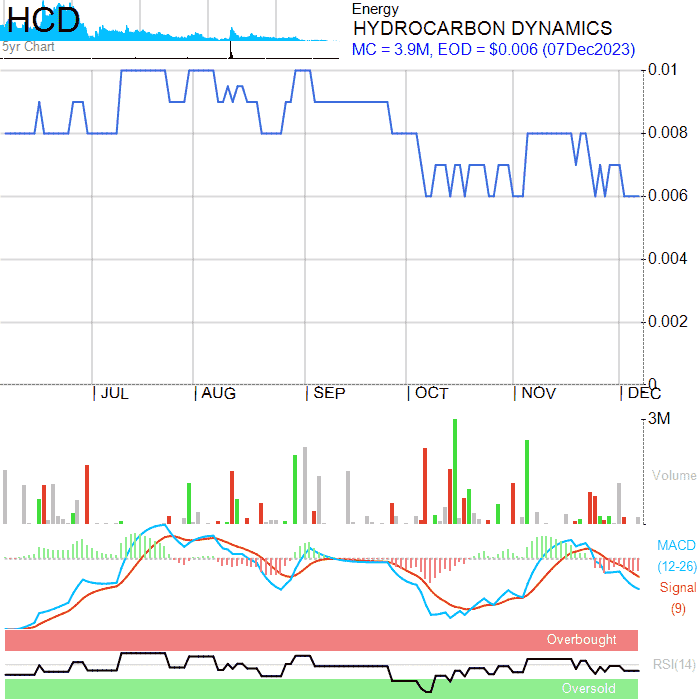 HCD
5yr Chart
Energy
HYDROCARBON DYNAMICS
MC = 3.9M, EOD = $0.006 (07Dec2023)
0.01
0.008
0.006
0.004
0.002
0
JUL AUG SEP OCT NOV DEC
3M
Volume
MACD
(12-26)
Signal
(9)
Overbought
RSI(14)
Oversold